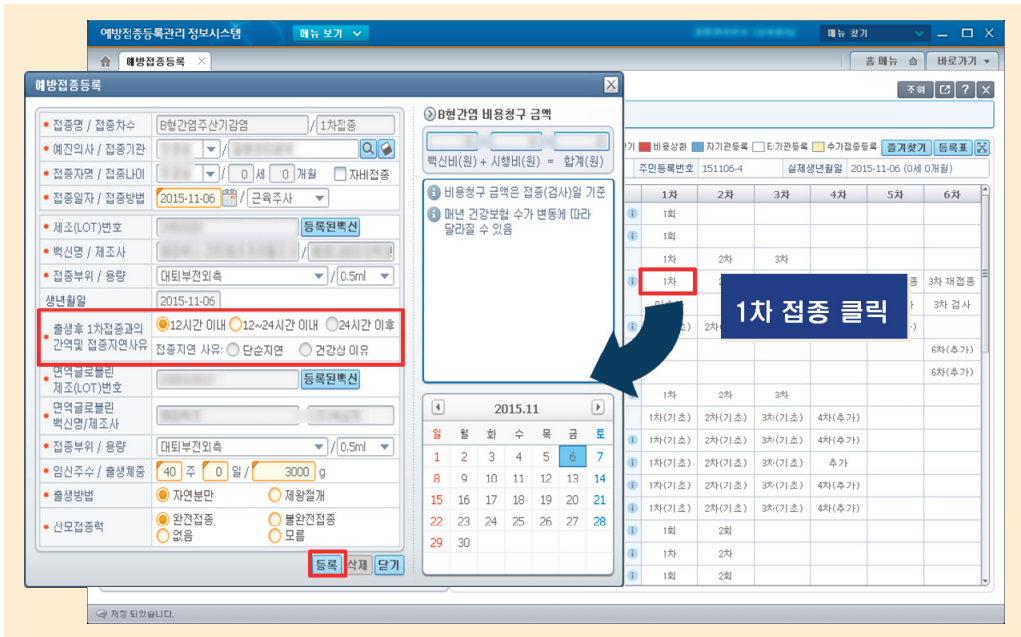 예방접종등록관리 정보시스템 메뉴 보기 메뉴 찾기
예방접종등록 홈 메뉴 바로가기
조회 ?
예방접종등록
접종명 / 접종차수 B형간염주산기감염 / 1차접종
예진의사 / 접종기관 /
접종자명 / 접종나이 / 0 세 0 개월 자비접종
접종일자 / 접종방법 2015-11-06 / 근육주사
제조(LOT)번호 등록된백신
백신명 / 제조사 /
접종부위 / 용량 대퇴부전외측 / 0.5ml
생년월일 2015-11-06
출생후 1차접종과의
간역및 접종지연사유
12시간 이내 12~24시간 이내 24시간 이후
접종지연 사유: 단순지연 건강상 이유
면역글로불린
제조(LOT)번호 등록된백신
면역글로불린
백신명/제조사 /
접종부위 / 용량 대퇴부전외측 / 0.5ml
임신주수 / 출생체중 40 주 0 일 / 3000 g
출생방법 자연분만 제왕절개
산모접종력
완전접종 불완전접종
없음 모름
등록 삭제 닫기
B형간염 비용청구 금액
백신비(원) + 시행비(원) = 합계(원)
비용청구 금액은 접종(검사)일 기준
매년 건강보험 수가 변동에 따라
달라질 수 있음
2015.11
일 월 화 수 목 금 토
1 2 3 4 5 6 7
8 9 10 11 12 13 14
15 16 17 18 19 20 21
22 23 24 25 26 27 28
29 30
비용상환 자기관등록 타기관등록 추가접종등록 즐겨찾기 등록표
주민등록번호 151106-4 실제생년월일 2015-11-06 (0세 0개월)
1차 2차 3차 4차 5차 6차
1회
1회
1차 2차 3차
1차 3차 재접종
3차 검사
6차(추가)
6차(추가)
1차 접종 클릭
1차 2차 3차
1차(기초) 2차(기초) 3차(기초) 4차(추가)
1차(기초) 2차(기초) 3차(기초) 4차(추가)
1차(기초) 2차(기초) 3차(기초) 추가
1차(기초) 2차(기초) 3차(기초) 4차(추가)
1차(기초) 2차(기초) 3차(기초) 4차(추가)
1회 2회
1차 2차
1회 2회
저장 되었습니다.